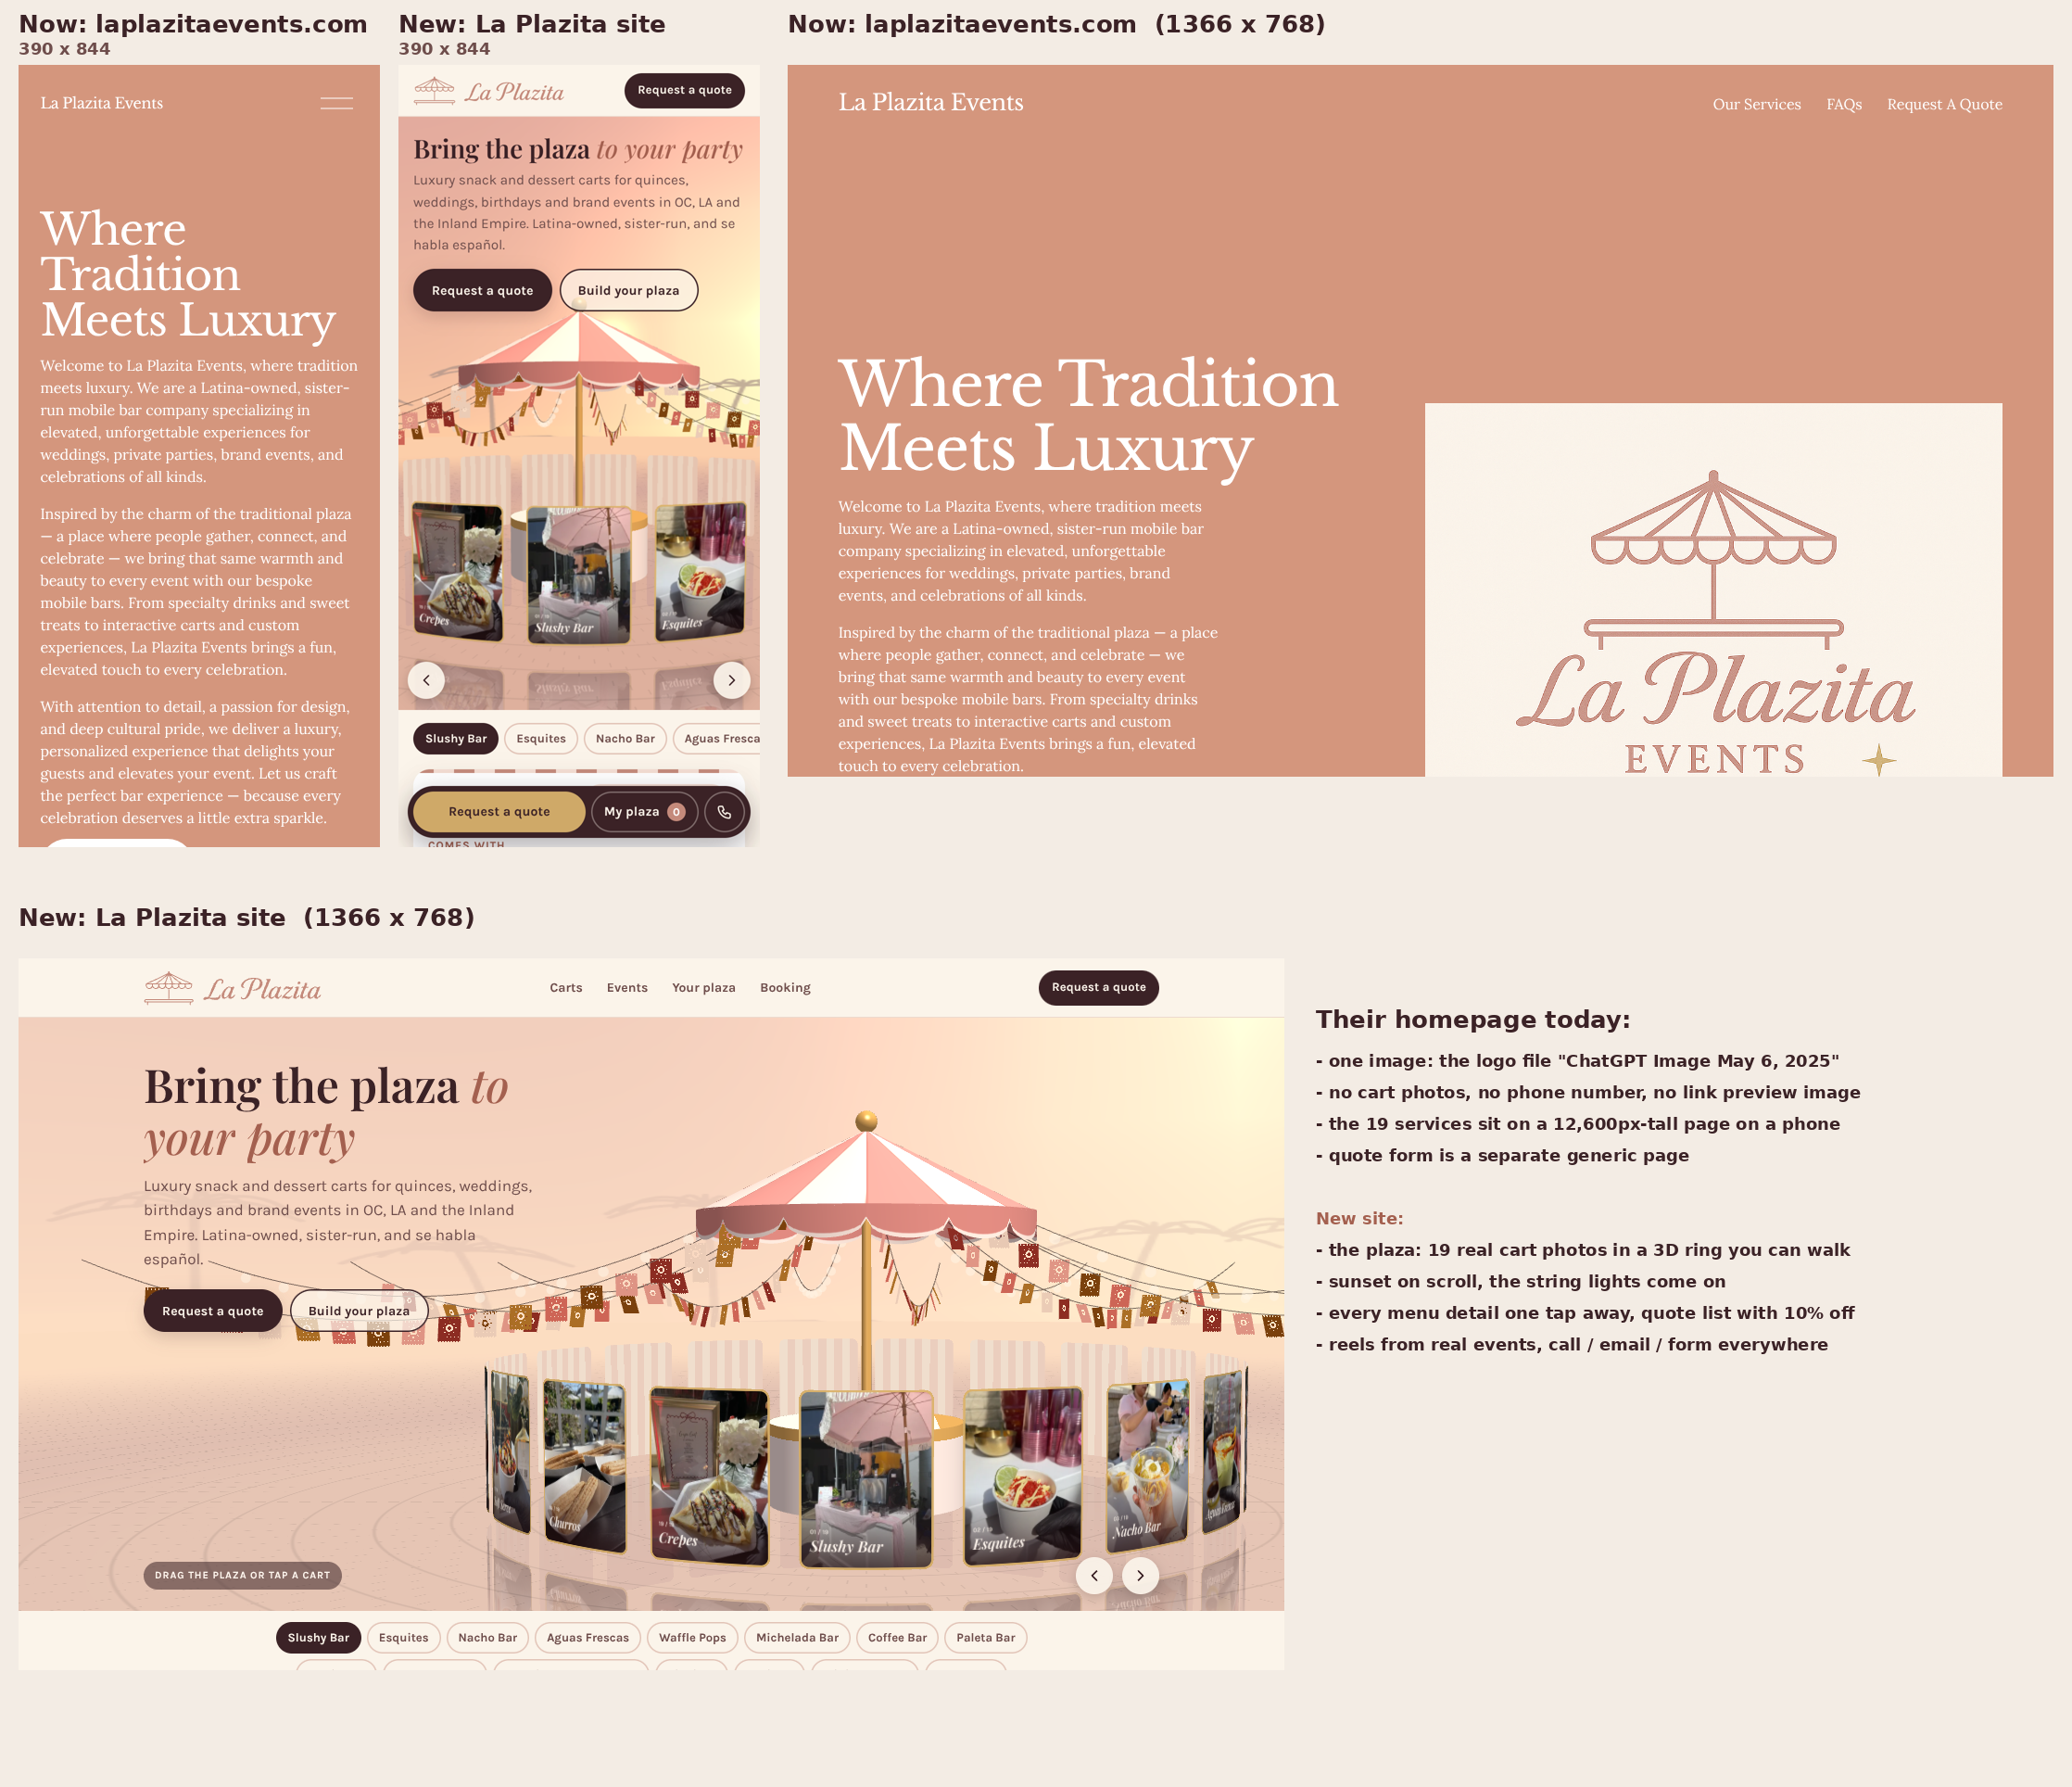 Now: laplazitaevents.com
390 x 844
La Plazita Events
Where
Tradition
Meets Luxury
Welcome to La Plazita Events, where tradition
meets luxury. We are a Latina-owned, sister-
run mobile bar company specializing in
elevated, unforgettable experiences for
weddings, private parties, brand events, and
celebrations of all kinds.
Inspired by the charm of the traditional plaza
— a place where people gather, connect, and
celebrate — we bring that same warmth and
beauty to every event with our bespoke
mobile bars. From specialty drinks and sweet
treats to interactive carts and custom
experiences, La Plazita Events brings a fun,
elevated touch to every celebration.
With attention to detail, a passion for design,
and deep cultural pride, we deliver a luxury,
personalized experience that delights your
guests and elevates your event. Let us craft
the perfect bar experience — because every
celebration deserves a little extra sparkle.
New: La Plazita site
390 x 844
La Plazita
Request a quote
Bring the plaza to your party
Luxury snack and dessert carts for quinces,
weddings, birthdays and brand events in OC, LA and
the Inland Empire. Latina-owned, sister-run, and se
habla español.
Request a quote
Build your plaza
Crepes
Slushy Bar
Esquites
Slushy Bar
Esquites
Nacho Bar
Aguas Fresca
Request a quote
My plaza 0
COMES WITH
Now: laplazitaevents.com (1366 x 768)
La Plazita Events
Our Services
FAQs
Request A Quote
Where Tradition
Meets Luxury
Welcome to La Plazita Events, where tradition meets
luxury. We are a Latina-owned, sister-run mobile bar
company specializing in elevated, unforgettable
experiences for weddings, private parties, brand
events, and celebrations of all kinds.
Inspired by the charm of the traditional plaza — a place
where people gather, connect, and celebrate — we
bring that same warmth and beauty to every event
with our bespoke mobile bars. From specialty drinks
and sweet treats to interactive carts and custom
experiences, La Plazita Events brings a fun, elevated
touch to every celebration.
La Plazita
EVENTS
New: La Plazita site (1366 x 768)
La Plazita
Carts
Events
Your plaza
Booking
Request a quote
Bring the plaza to
your party
Luxury snack and dessert carts for quinces, weddings,
birthdays and brand events in OC, LA and the Inland
Empire. Latina-owned, sister-run, and se habla
español.
Request a quote
Build your plaza
Churros
Crepes
01 / 19
Slushy Bar
02 / 19
Esquites
Nacho Bar
Aguas Frescas
DRAG THE PLAZA OR TAP A CART
Slushy Bar
Esquites
Nacho Bar
Aguas Frescas
Waffle Pops
Michelada Bar
Coffee Bar
Paleta Bar
Their homepage today:
- one image: the logo file "ChatGPT Image May 6, 2025"
- no cart photos, no phone number, no link preview image
- the 19 services sit on a 12,600px-tall page on a phone
- quote form is a separate generic page
New site:
- the plaza: 19 real cart photos in a 3D ring you can walk
- sunset on scroll, the string lights come on
- every menu detail one tap away, quote list with 10% off
- reels from real events, call / email / form everywhere